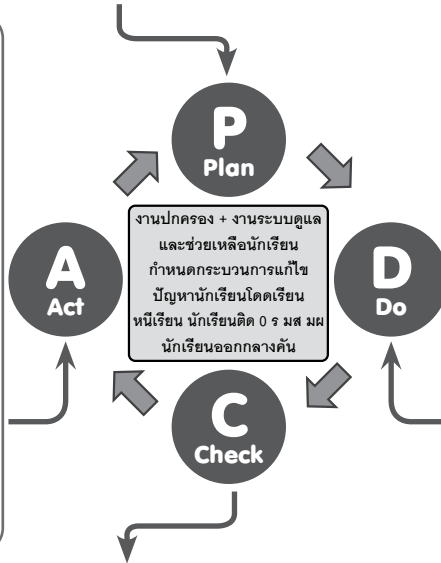 P
Plan
งานปกครอง + งานระบบดูแล
และช่วยเหลือนักเรียน
กำหนดกระบวนการแก้ไข
ปัญหานักเรียนโดดเรียน
หนีเรียน นักเรียนติด 0 ร มส มผ
นักเรียนออกกลางคัน
A
Act
D
Do
C
Check